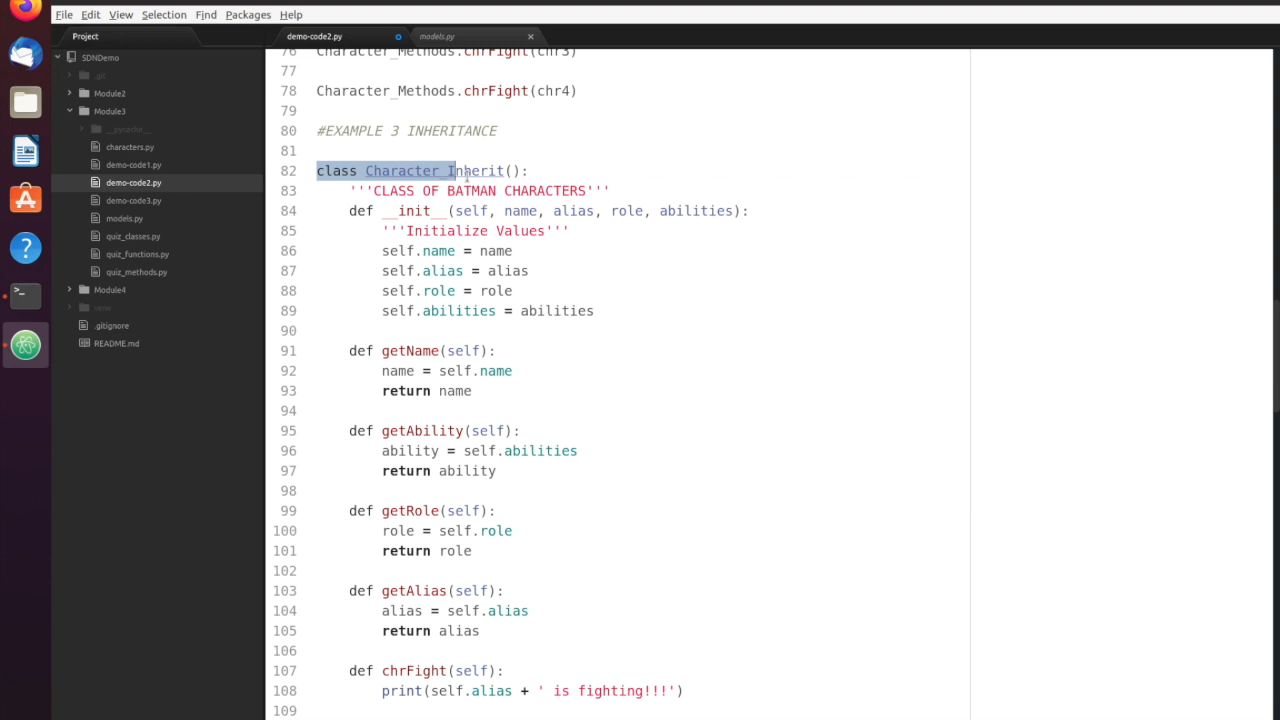 File Edit View Selection Find Packages Help
Project
demo-code2.py
models.py
SDNDemo
.git
Module2
Module3
__pycache__
characters.py
demo-code1.py
demo-code2.py
demo-code3.py
models.py
quiz_classes.py
quiz_functions.py
quiz_methods.py
Module4
.gitignore
README.md
76 Character_Methods.chrFight(chr3)
77
78 Character_Methods.chrFight(chr4)
79
80 #EXAMPLE 3 INHERITANCE
81
82 class Character_Inherit():
83 '''CLASS OF BATMAN CHARACTERS'''
84 def __init__(self, name, alias, role, abilities):
85 '''Initialize Values'''
86 self.name = name
87 self.alias = alias
88 self.role = role
89 self.abilities = abilities
90
91 def getName(self):
92 name = self.name
93 return name
94
95 def getAbility(self):
96 ability = self.abilities
97 return ability
98
99 def getRole(self):
100 role = self.role
101 return role
102
103 def getAlias(self):
104 alias = self.alias
105 return alias
106
107 def chrFight(self):
108 print(self.alias + ' is fighting!!!')
109